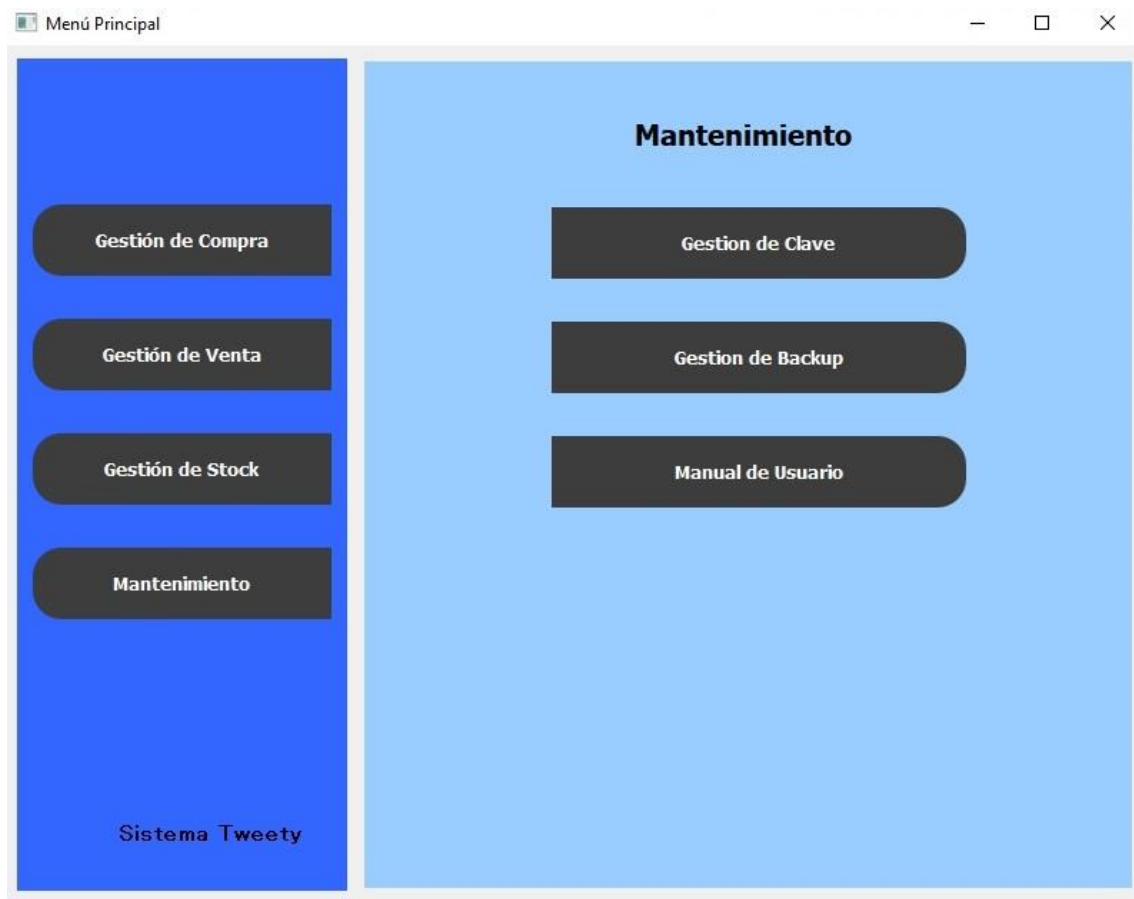 Menú Principal
Gestión de Compra
Gestión de Venta
Gestión de Stock
Mantenimiento
Sistema Tweety
Mantenimiento
Gestion de Clave
Gestion de Backup
Manual de Usuario